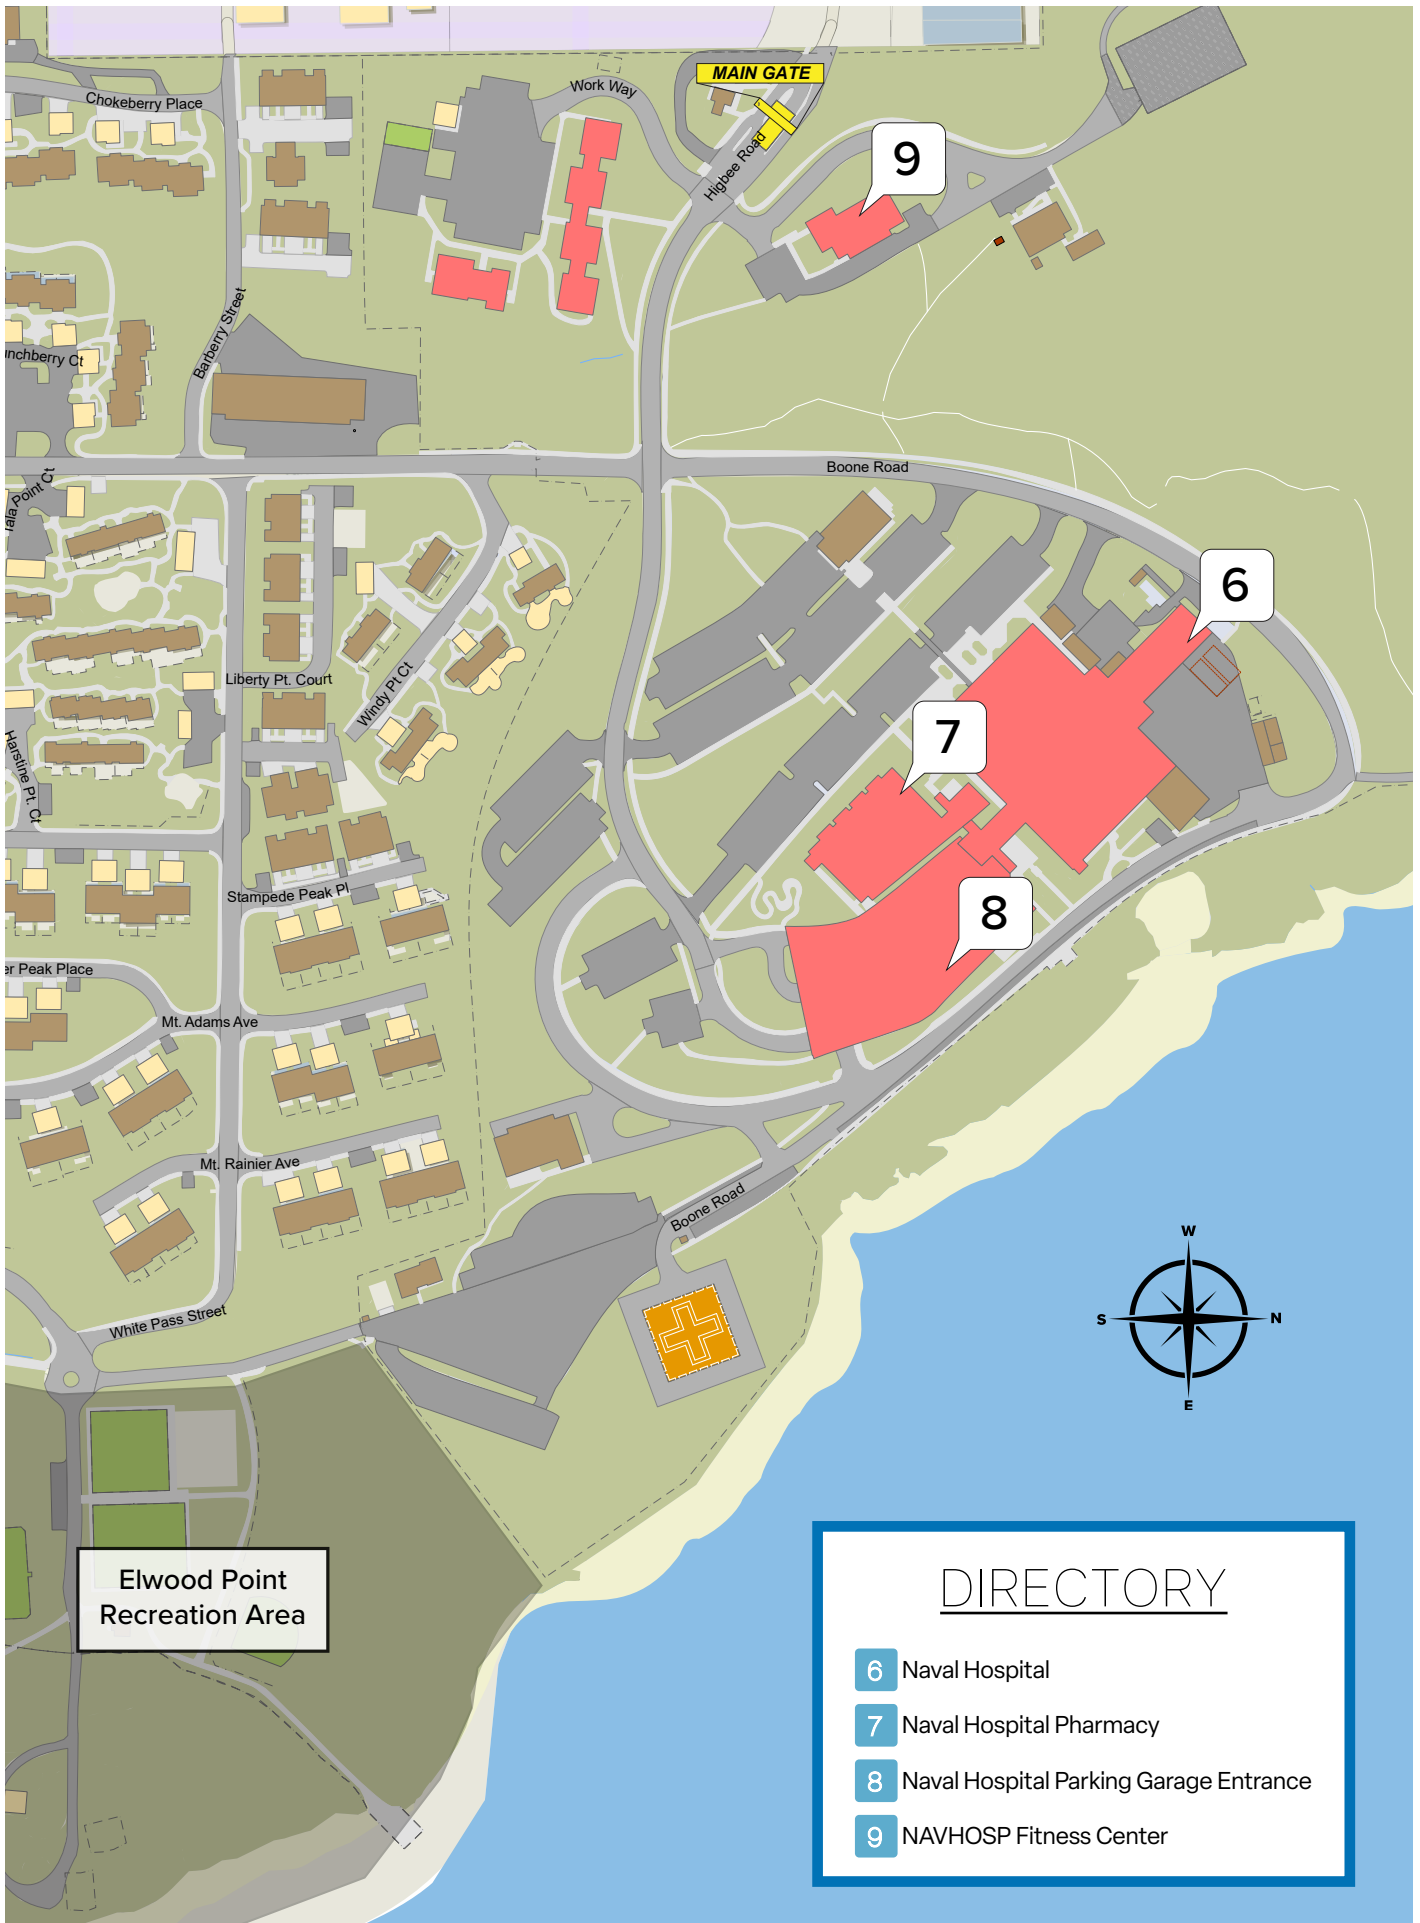 MAIN GATE
Work Way
Chokeberry Place
Higbee Road
9
Barberry Street
nchberry Ct
Boone Road
Tala Point Ct
6
Liberty Pt. Court
Windy Pt Ct
7
Harstine Pt. Ct
Stampede Peak Pl
8
er Peak Place
Mt. Adams Ave
Mt. Rainier Ave
Boone Road
W
S
N
E
White Pass Street
Elwood Point
Recreation Area
DIRECTORY
6 Naval Hospital
7 Naval Hospital Pharmacy
8 Naval Hospital Parking Garage Entrance
9 NAVHOSP Fitness Center